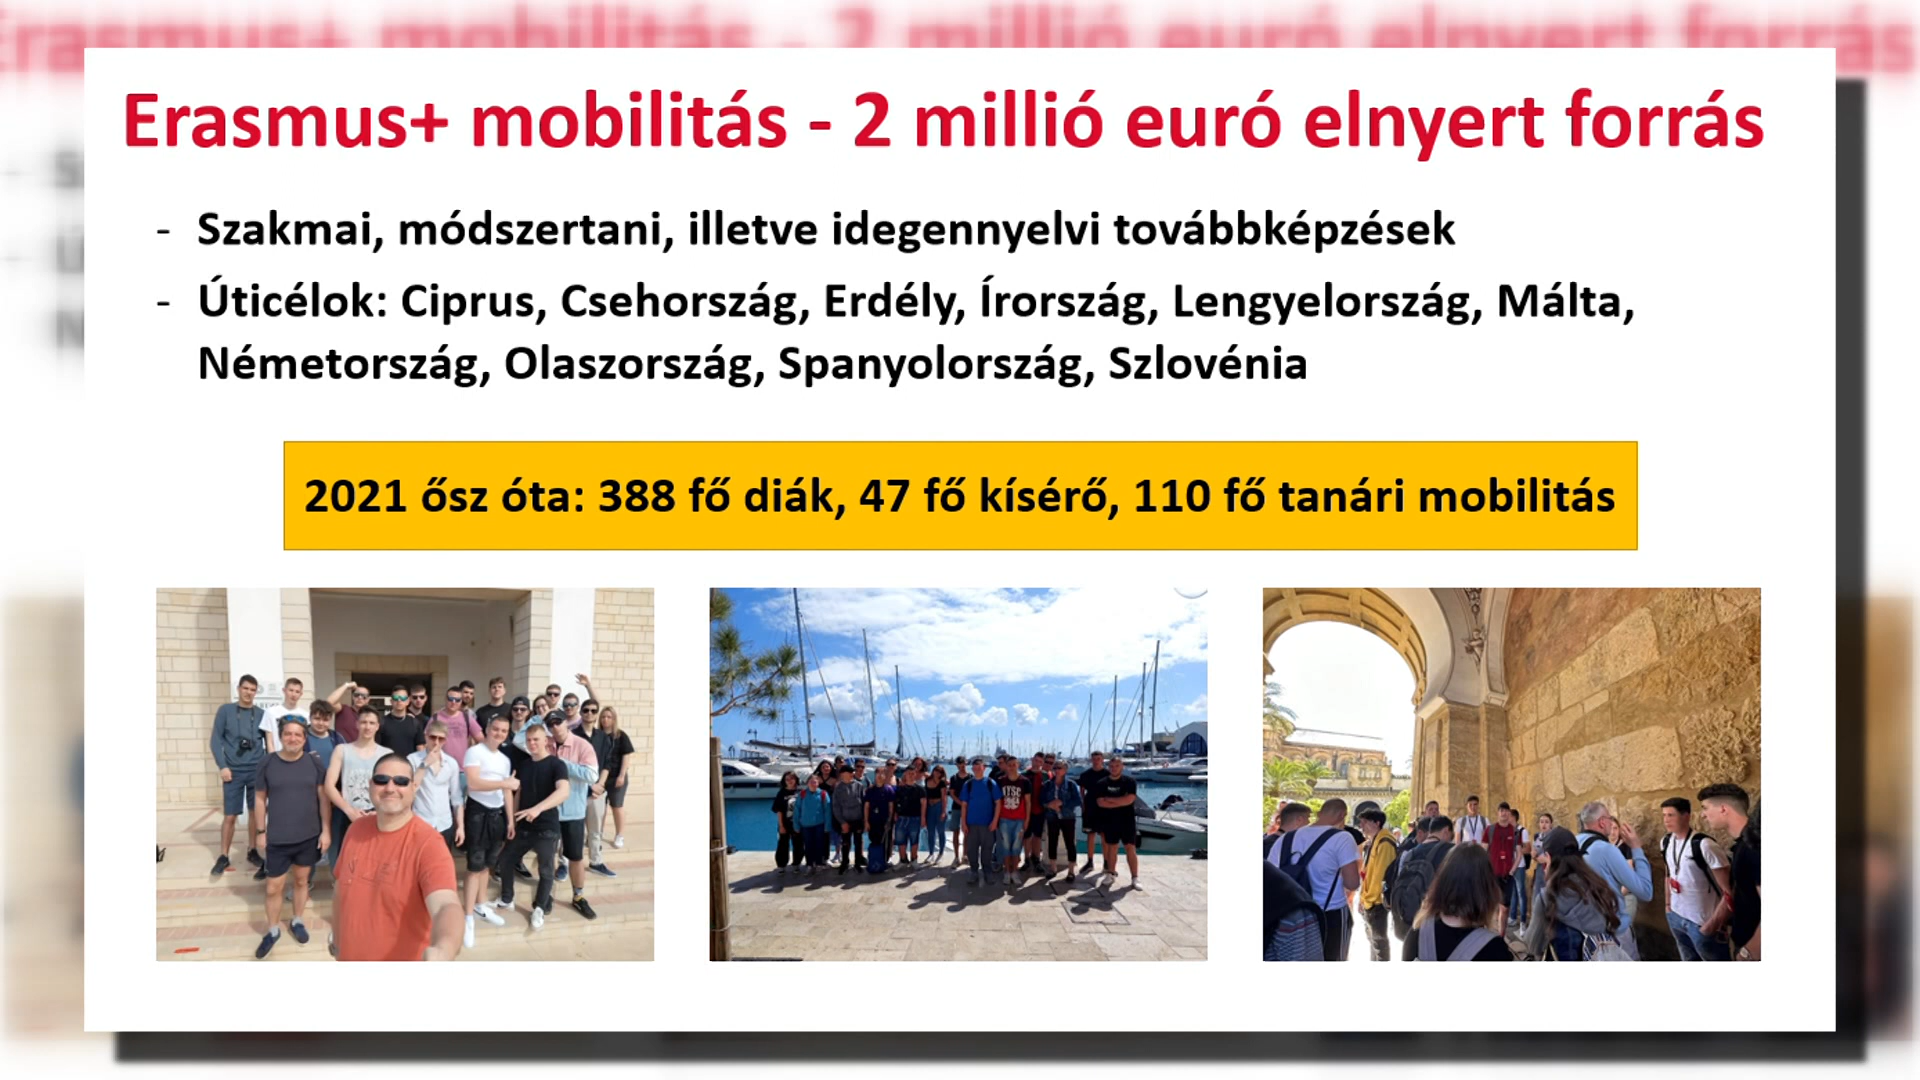 Erasmus+ mobilitás - 2 millió euró elnyert forrás
- Szakmai, módszertani, illetve idegennyelvi továbbképzések
- Úticélok: Ciprus, Csehország, Erdély, Írország, Lengyelország, Málta,
Németország, Olaszország, Spanyolország, Szlovénia
2021 ősz óta: 388 fő diák, 47 fő kísérő, 110 fő tanári mobilitás